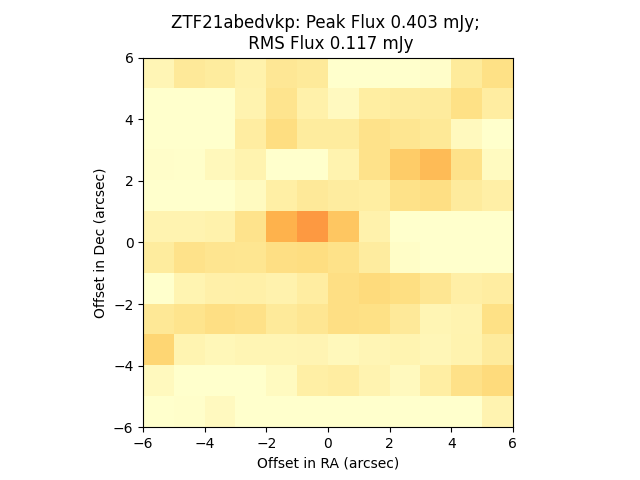 ZTF21abedvkp: Peak Flux 0.403 mJy;
RMS Flux 0.117 mJy
6
4
2
0
−2
−4
−6
Offset in Dec (arcsec)
−6 −4 −2 0 2 4 6
Offset in RA (arcsec)